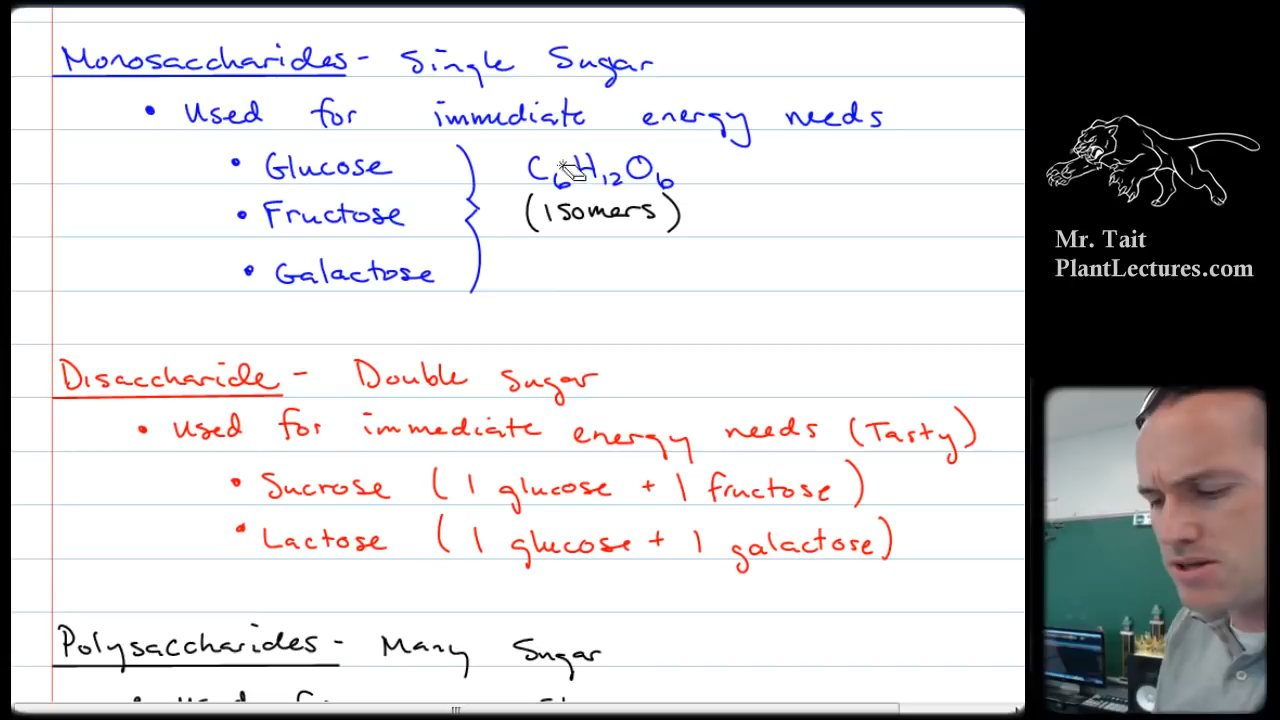 Monosaccharides - Single Sugar
• Used for immediate energy needs
• Glucose C6H12O6
• Fructose (Isomers)
• Galactose
Disaccharide - Double Sugar
• Used for immediate energy needs (Tasty)
• Sucrose (1 glucose + 1 fructose)
• Lactose (1 glucose + 1 galactose)
Polysaccharides - Many Sugar
Mr. Tait
PlantLectures.com